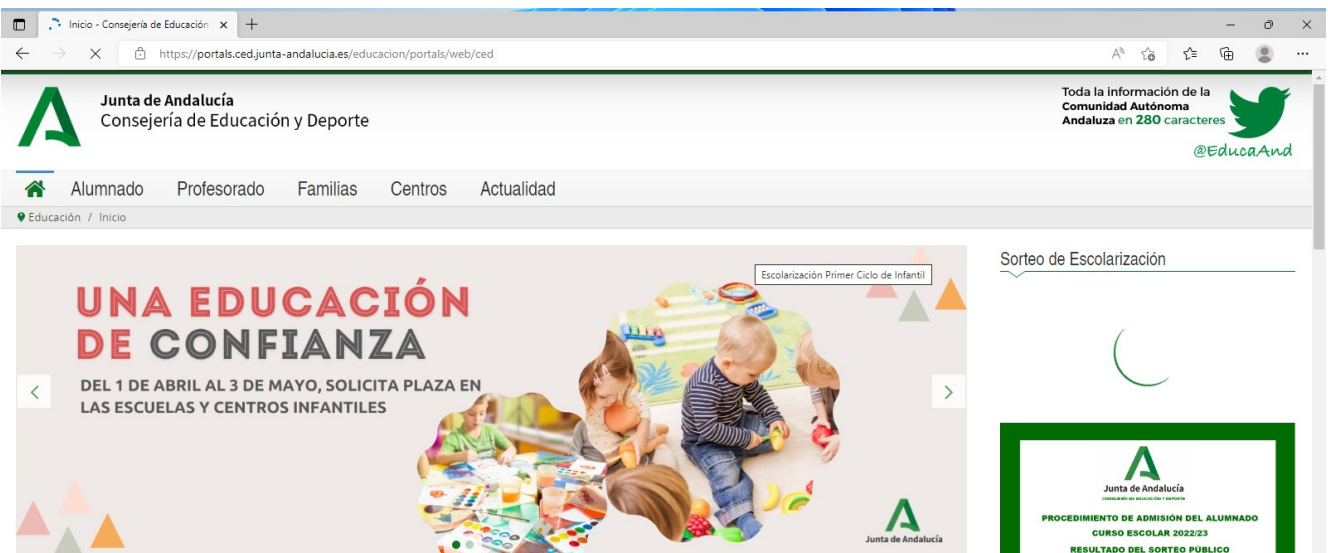 Inicio - Consejería de Educación
https://portals.ced.junta-andalucia.es/educacion/portals/web/ced
Junta de Andalucía
Consejería de Educación y Deporte
Toda la información de la
Comunidad Autónoma
Andaluza en 280 caracteres
@EducaAnd
Alumnado Profesorado Familias Centros Actualidad
Educación / Inicio
Escolarización Primer Ciclo de Infantil
UNA EDUCACIÓN
DE CONFIANZA
DEL 1 DE ABRIL AL 3 DE MAYO, SOLICITA PLAZA EN
LAS ESCUELAS Y CENTROS INFANTILES
Junta de Andalucía
Sorteo de Escolarización
Junta de Andalucía
CONSEJERÍA DE EDUCACIÓN Y DEPORTE
PROCEDIMIENTO DE ADMISIÓN DEL ALUMNADO
CURSO ESCOLAR 2022/23
RESULTADO DEL SORTEO PÚBLICO